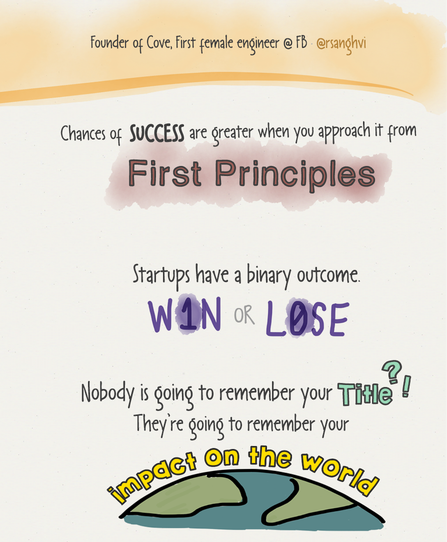 Founder of Cove, First female engineer @ FB · @rsanghvi
Chances of SUCCESS are greater when you approach it from
First Principles
Startups have a binary outcome.
W1N OR L0SE
Nobody is going to remember your Title?!
They're going to remember your
impact on the world